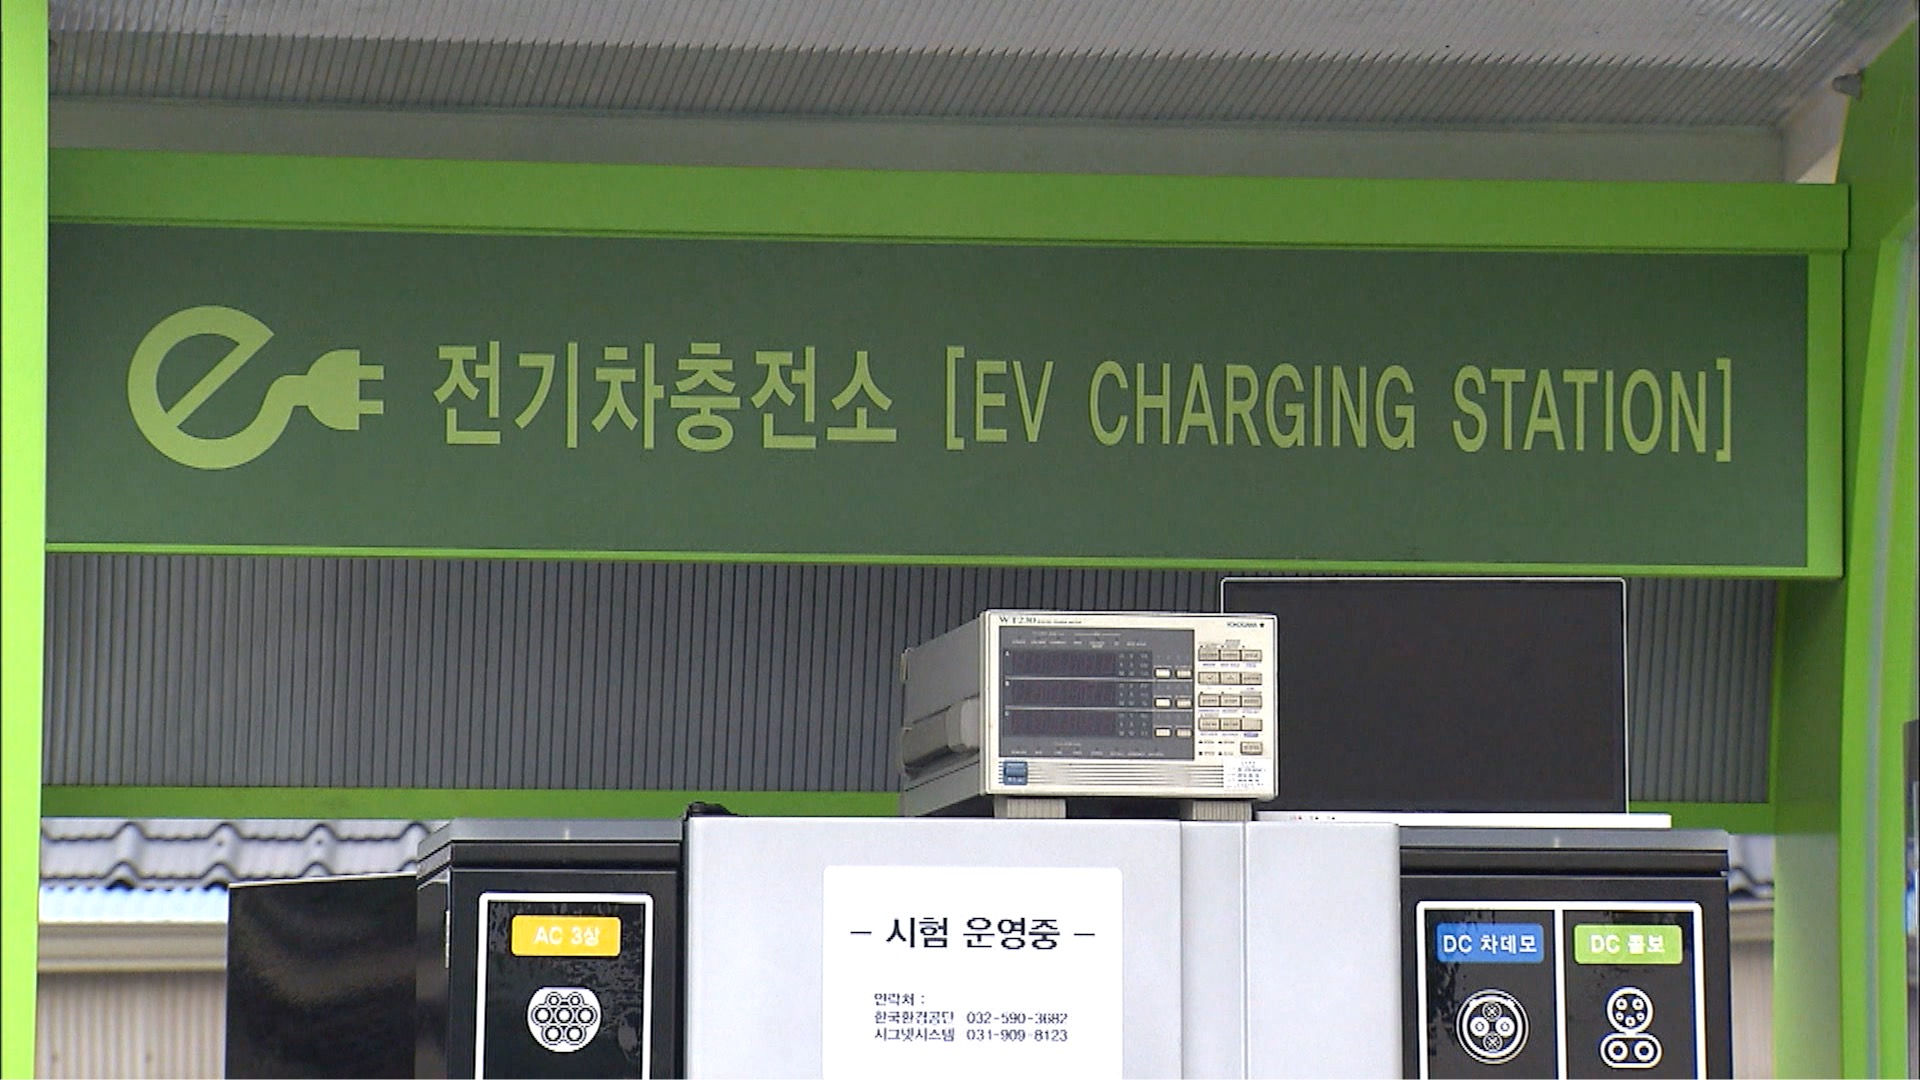 전기차충전소 [EV CHARGING STATION]
WT230
YOKOGAWA
AC 3상
- 시험 운영중 -
연락처 :
한국환경공단 032-590-3682
시그넷시스템 031-909-8123
DC 차데모
DC 콤보